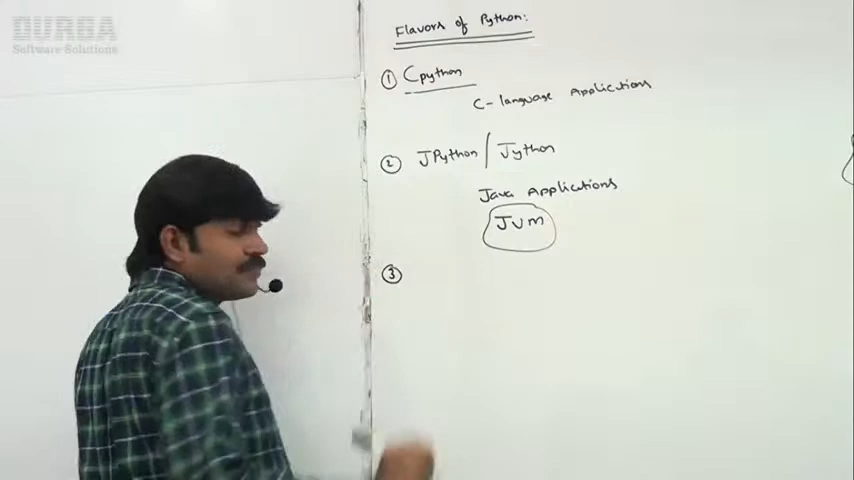 DURGA
Software Solutions
Flavors of Python:
① Cpython
C-language Applications
② JPython / Jython
Java Applications
JVM
③